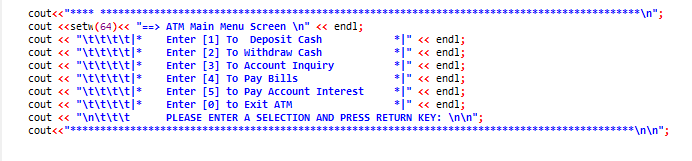 cout<<"**** ******************************************************************************************\n";
cout <<setw(64)<< "==> ATM Main Menu Screen \n" << endl;
cout << "\t\t\t\t|*    Enter [1] To  Deposit Cash            *|" << endl;
cout << "\t\t\t\t|*    Enter [2] To Withdraw Cash            *|" << endl;
cout << "\t\t\t\t|*    Enter [3] To Account Inquiry          *|" << endl;
cout << "\t\t\t\t|*    Enter [4] To Pay Bills                *|" << endl;
cout << "\t\t\t\t|*    Enter [5] to Pay Account Interest     *|" << endl;
cout << "\t\t\t\t|*    Enter [0] to Exit ATM                 *|" << endl;
cout << "\n\t\t\t      PLEASE ENTER A SELECTION AND PRESS RETURN KEY: \n\n";
cout<<"**********************************************************************************************\n\n";